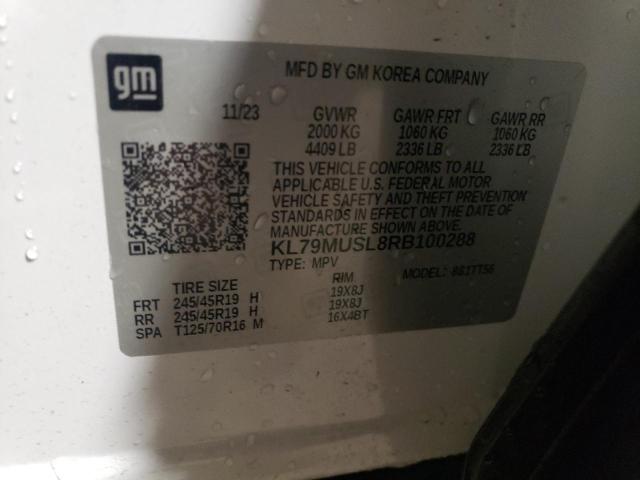 gm
MFD BY GM KOREA COMPANY
11/23 GVWR GAWR FRT GAWR RR
2000 KG 1060 KG 1060 KG
4409 LB 2336 LB 2336 LB
THIS VEHICLE CONFORMS TO ALL
APPLICABLE U.S. FEDERAL MOTOR
VEHICLE SAFETY AND THEFT PREVENTION
STANDARDS IN EFFECT ON THE DATE OF
MANUFACTURE SHOWN ABOVE.
KL79MUSL8RB100288
TYPE: MPV MODEL:
TIRE SIZE RIM
FRT 245/45R19 H 19X8J
RR 245/45R19 H 19X8J
SPA T125/70R16 M 16X4BT